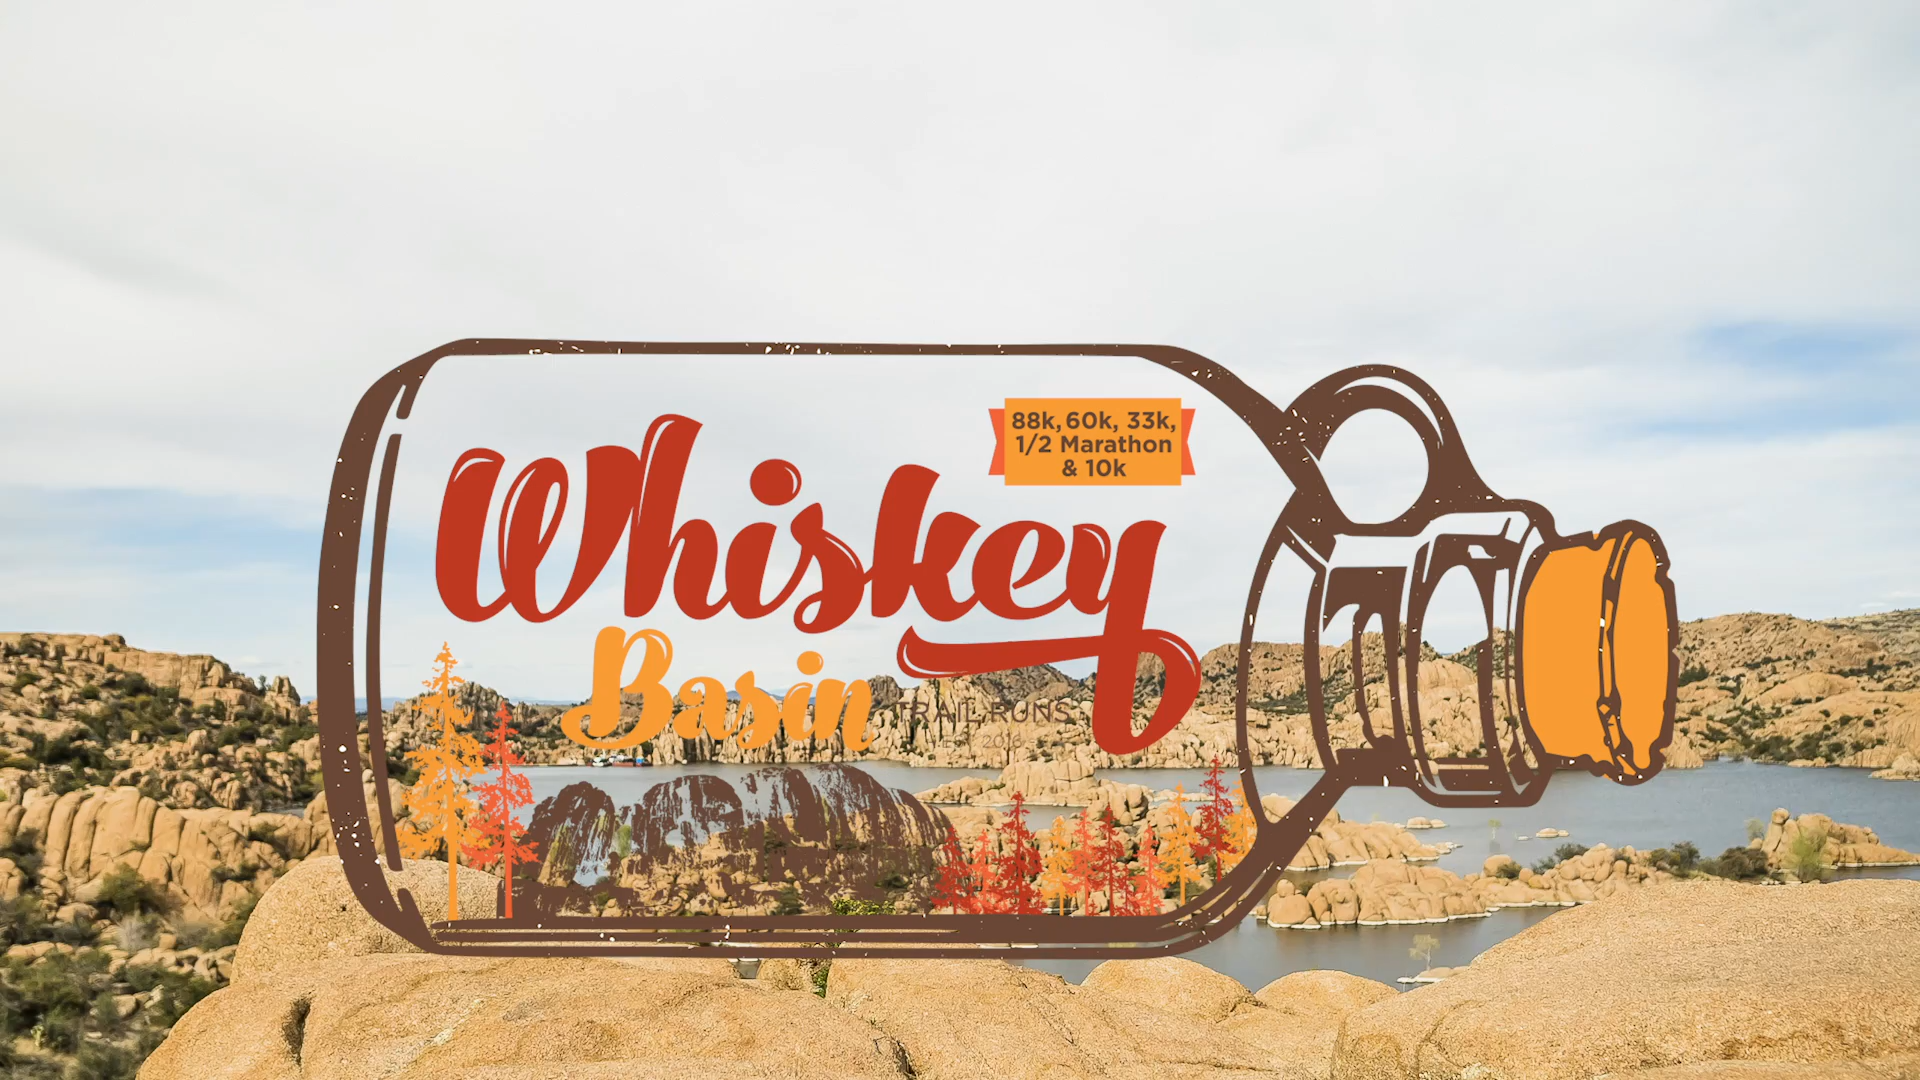 88k, 60k, 33k,
1/2 Marathon
& 10k
Whiskey
Basin
TRAIL RUNS